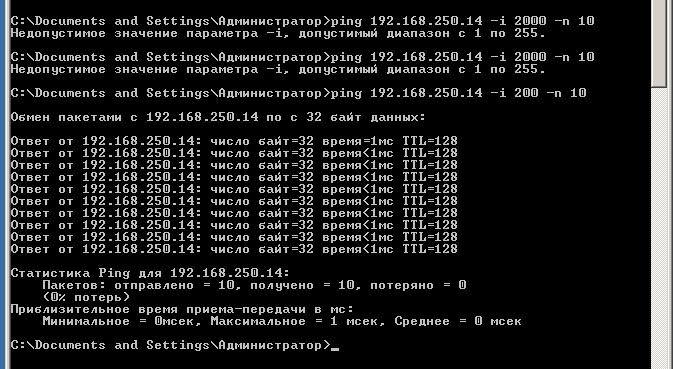 C:\Documents and Settings\Администратор>ping 192.168.250.14 -i 2000 -n 10
Недопустимое значение параметра -i, допустимый диапазон с 1 по 255.
C:\Documents and Settings\Администратор>ping 192.168.250.14 -i 2000 -n 10
Недопустимое значение параметра -i, допустимый диапазон с 1 по 255.
C:\Documents and Settings\Администратор>ping 192.168.250.14 -i 200 -n 10
Обмен пакетами с 192.168.250.14 по с 32 байт данных:
Ответ от 192.168.250.14: число байт=32 время=1мс TTL=128
Ответ от 192.168.250.14: число байт=32 время<1мс TTL=128
Ответ от 192.168.250.14: число байт=32 время<1мс TTL=128
Ответ от 192.168.250.14: число байт=32 время<1мс TTL=128
Ответ от 192.168.250.14: число байт=32 время<1мс TTL=128
Ответ от 192.168.250.14: число байт=32 время<1мс TTL=128
Ответ от 192.168.250.14: число байт=32 время<1мс TTL=128
Ответ от 192.168.250.14: число байт=32 время<1мс TTL=128
Ответ от 192.168.250.14: число байт=32 время<1мс TTL=128
Ответ от 192.168.250.14: число байт=32 время<1мс TTL=128
Статистика Ping для 192.168.250.14:
Пакетов: отправлено = 10, получено = 10, потеряно = 0
(0% потерь)
Приблизительное время приема-передачи в мс:
Минимальное = 0мсек, Максимальное = 1 мсек, Среднее = 0 мсек
C:\Documents and Settings\Администратор>_